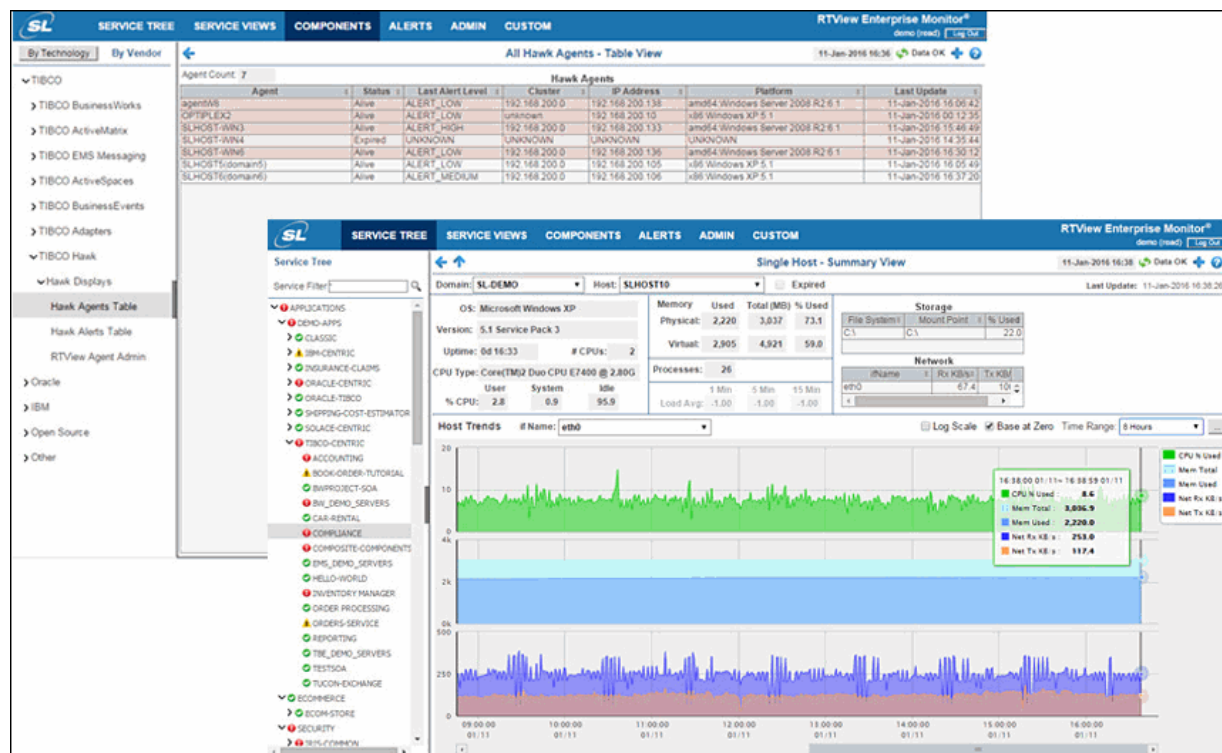 SL SERVICE TREE SERVICE VIEWS COMPONENTS ALERTS ADMIN CUSTOM RTView Enterprise Monitor®
demo (read) Log Out
By Technology By Vendor All Hawk Agents - Table View 11-Jan-2016 16:36 Data OK
TIBCO
TIBCO BusinessWorks
TIBCO ActiveMatrix
TIBCO EMS Messaging
TIBCO ActiveSpaces
TIBCO BusinessEvents
TIBCO Adapters
TIBCO Hawk
Hawk Displays
Hawk Agents Table
Hawk Alerts Table
RTView Agent Admin
Oracle
IBM
Open Source
Other
Agent Count: 7 Hawk Agents
Agent Status Last Alert Level Cluster IP Address Platform Last Update
agentW8 Alive ALERT_LOW 192.168.200.0 192.168.200.138 amd64:Windows Server 2008 R2:6.1 11-Jan-2016 16:06:42
OPTIPLEX2 Alive ALERT_LOW unknown 192.168.200.10 x86:Windows XP:5.1 11-Jan-2016 00:12:35
SLHOST-WIN3 Alive ALERT_HIGH 192.168.200.0 192.168.200.133 amd64:Windows Server 2008 R2:6.1 11-Jan-2016 15:46:49
SLHOST-WIN4 Expired UNKNOWN UNKNOWN UNKNOWN UNKNOWN 11-Jan-2016 14:35:44
SLHOST-WIN6 Alive ALERT_LOW 192.168.200.0 192.168.200.136 amd64:Windows Server 2008 R2:6.1 11-Jan-2016 16:30:12
SLHOST5(domain5) Alive ALERT_LOW 192.168.200.0 192.168.200.105 x86:Windows XP:5.1 11-Jan-2016 16:05:49
SLHOST6(domain6) Alive ALERT_MEDIUM 192.168.200.0 192.168.200.106 x86:Windows XP:5.1 11-Jan-2016 16:37:20
SL SERVICE TREE SERVICE VIEWS COMPONENTS ALERTS ADMIN CUSTOM RTView Enterprise Monitor®
demo (read) Log Out
Service Tree Single Host - Summary View 11-Jan-2016 16:38 Data OK
Service Filter:
APPLICATIONS
DEMO-APPS
CLASSIC
IBM-CENTRIC
INSURANCE-CLAIMS
ORACLE-CENTRIC
ORACLE-TIBCO
SHIPPING-COST-ESTIMATOR
SOLACE-CENTRIC
TIBCO-CENTRIC
ACCOUNTING
BOOK-ORDER-TUTORIAL
BWPROJECT-SOA
BW_DEMO_SERVERS
CAR-RENTAL
COMPLIANCE
COMPOSITE-COMPONENTS
EMS_DEMO_SERVERS
HELLO-WORLD
INVENTORY MANAGER
ORDER PROCESSING
ORDERS-SERVICE
REPORTING
TBE_DEMO_SERVERS
TESTSOA
TUCON-EXCHANGE
ECOMMERCE
ECOM-STORE
SECURITY
IRIS-COMMON
Domain: SL-DEMO Host: SLHOST10 Expired Last Update: 11-Jan-2016 16:38:26
OS: Microsoft Windows XP
Version: 5.1 Service Pack 3
Uptime: 0d 16:33 # CPUs: 2
CPU Type: Core(TM)2 Duo CPU E7400 @ 2.80G
User System Idle
% CPU: 2.8 0.9 95.9
Memory Used Total (MB) % Used
Physical: 2,220 3,037 73.1
Virtual: 2,905 4,921 59.0
Processes: 26
1 Min 5 Min 15 Min
Load Avg: -1.00 -1.00 -1.00
Storage
File System Mount Point % Used
C:\ C:\ 22.0
Network
ifName Rx KB/s Tx KB/
eth0 67.4
Host Trends if Name: eth0 Log Scale Base at Zero Time Range: 8 Hours ...
20
10
0
4k
2k
0k
500
250
0
16:38:00 01/11~ 16:38:59 01/11
CPU % Used : 8.6
Mem Total : 3,036.9
Mem Used : 2,220.0
Net Rx KB/s : 253.0
Net Tx KB/s : 117.4
CPU % Used
Mem Total
Mem Used
Net Rx KB/s
Net Tx KB/s
09:00:00 10:00:00 11:00:00 12:00:00 13:00:00 14:00:00 15:00:00 16:00:00
01/11 01/11 01/11 01/11 01/11 01/11 01/11 01/11